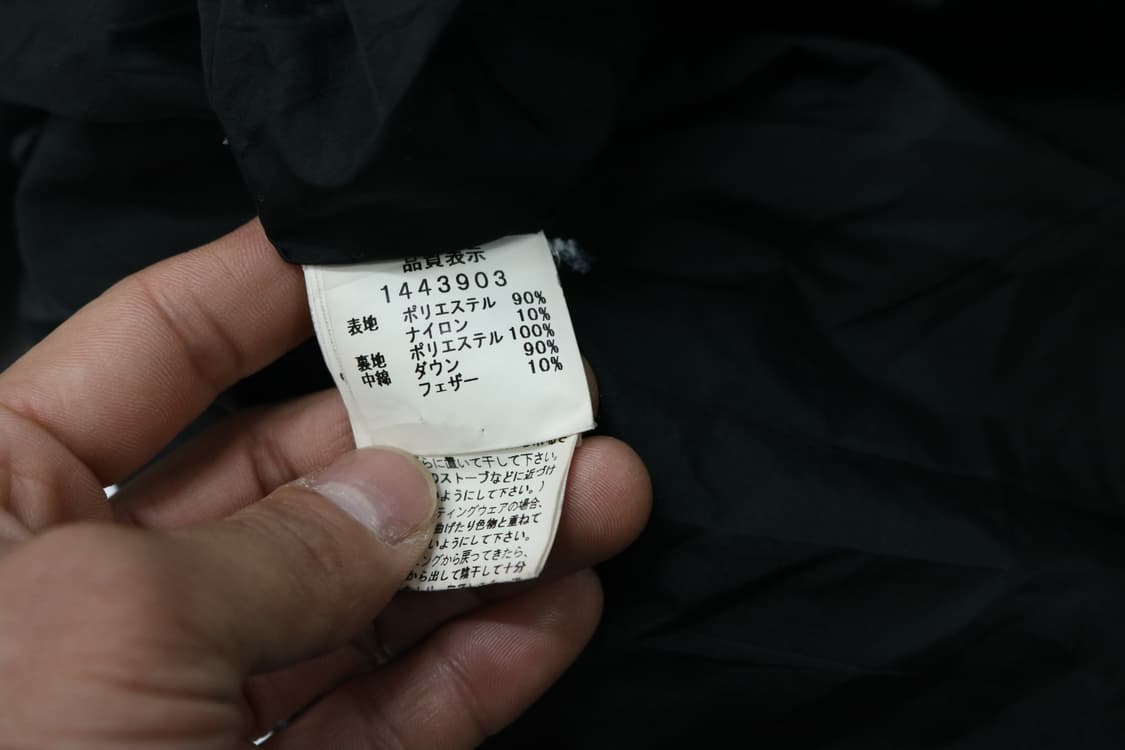 品質表示
1443903
表地 ポリエステル 90%
ナイロン 10%
裏地 ポリエステル 100%
中綿 ダウン 90%
フェザー 10%
らに置いて干して下さい。
のストーブなどに近づけ
いようにして下さい。)
ティングウェアの場合、
曲げたり色物と重ねて
いようにして下さい。
ングから戻ってきたら、
から出して陰干して十分